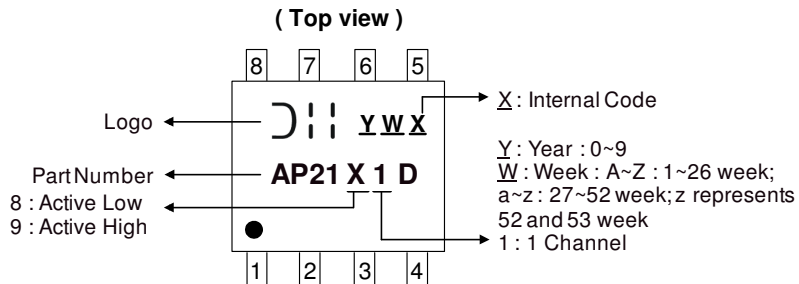 ( Top view )
8 7 6 5
Logo
Y W X
X : Internal Code
Y : Year : 0~9
W : Week : A~Z : 1~26 week;
a~z : 27~52 week; z represents
52 and 53 week
Part Number
AP21 X 1 D
8 : Active Low
9 : Active High
1 : 1 Channel
1 2 3 4